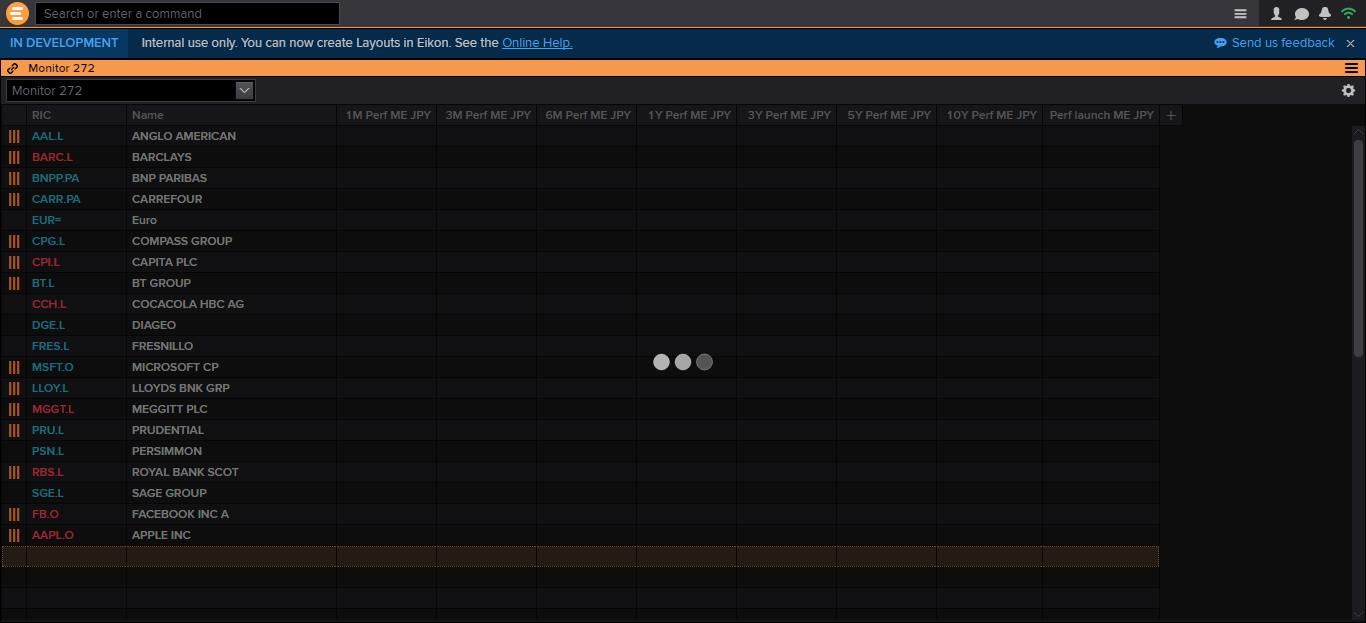 Search or enter a command
IN DEVELOPMENT Internal use only. You can now create Layouts in Eikon. See the Online Help. Send us feedback
Monitor 272
Monitor 272
RIC Name 1M Perf ME JPY 3M Perf ME JPY 6M Perf ME JPY 1Y Perf ME JPY 3Y Perf ME JPY 5Y Perf ME JPY 10Y Perf ME JPY Perf launch ME JPY +
AAL.L ANGLO AMERICAN
BARC.L BARCLAYS
BNPP.PA BNP PARIBAS
CARR.PA CARREFOUR
EUR= Euro
CPG.L COMPASS GROUP
CPI.L CAPITA PLC
BT.L BT GROUP
CCH.L COCACOLA HBC AG
DGE.L DIAGEO
FRES.L FRESNILLO
MSFT.O MICROSOFT CP
LLOY.L LLOYDS BNK GRP
MGGT.L MEGGITT PLC
PRU.L PRUDENTIAL
PSN.L PERSIMMON
RBS.L ROYAL BANK SCOT
SGE.L SAGE GROUP
FB.O FACEBOOK INC A
AAPL.O APPLE INC